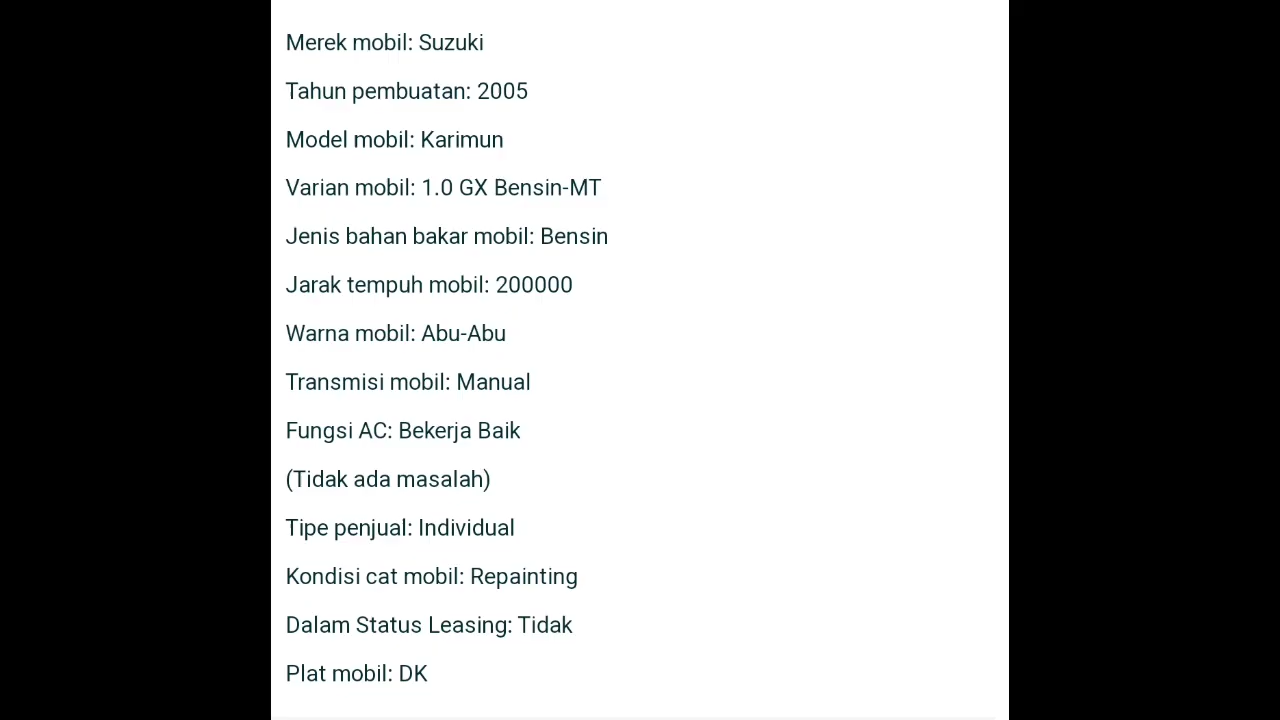 Merek mobil: Suzuki
Tahun pembuatan: 2005
Model mobil: Karimun
Varian mobil: 1.0 GX Bensin-MT
Jenis bahan bakar mobil: Bensin
Jarak tempuh mobil: 200000
Warna mobil: Abu-Abu
Transmisi mobil: Manual
Fungsi AC: Bekerja Baik
(Tidak ada masalah)
Tipe penjual: Individual
Kondisi cat mobil: Repainting
Dalam Status Leasing: Tidak
Plat mobil: DK